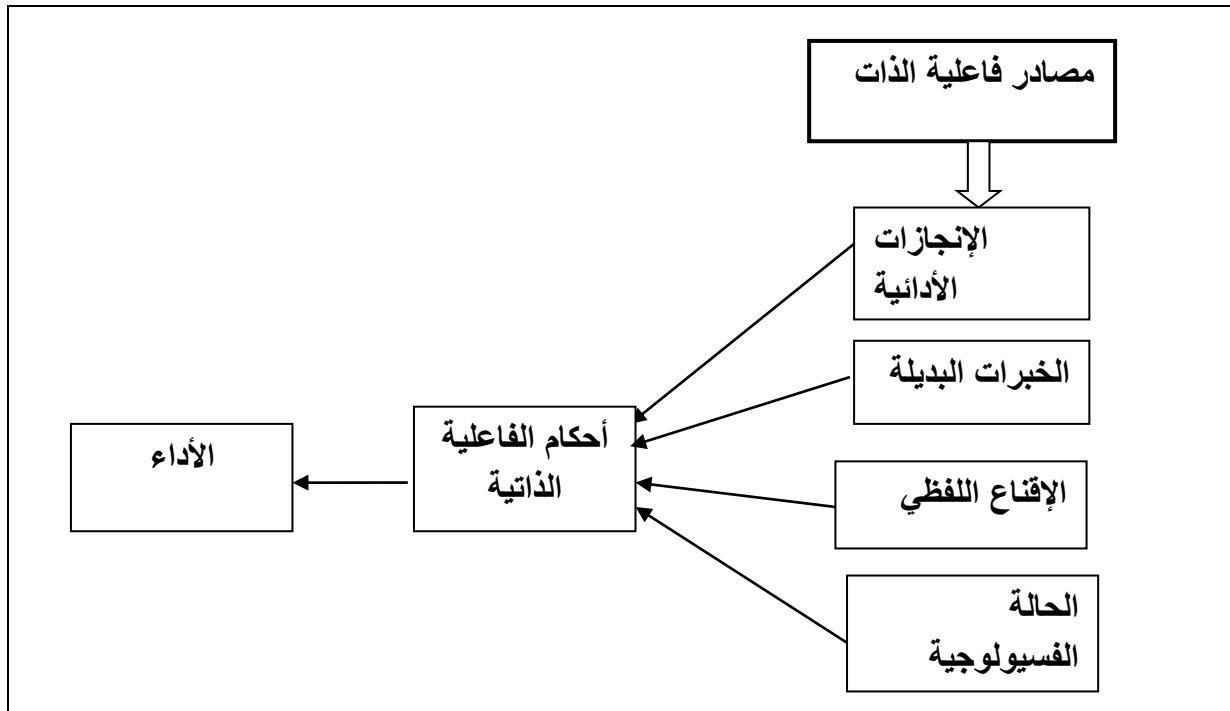 مصادر فاعلية الذات
الإنجازات
الأدائية
الخبرات البديلة
الإقناع اللفظي
الحالة
الفسيولوجية
أحكام الفاعلية
الذاتية
الأداء